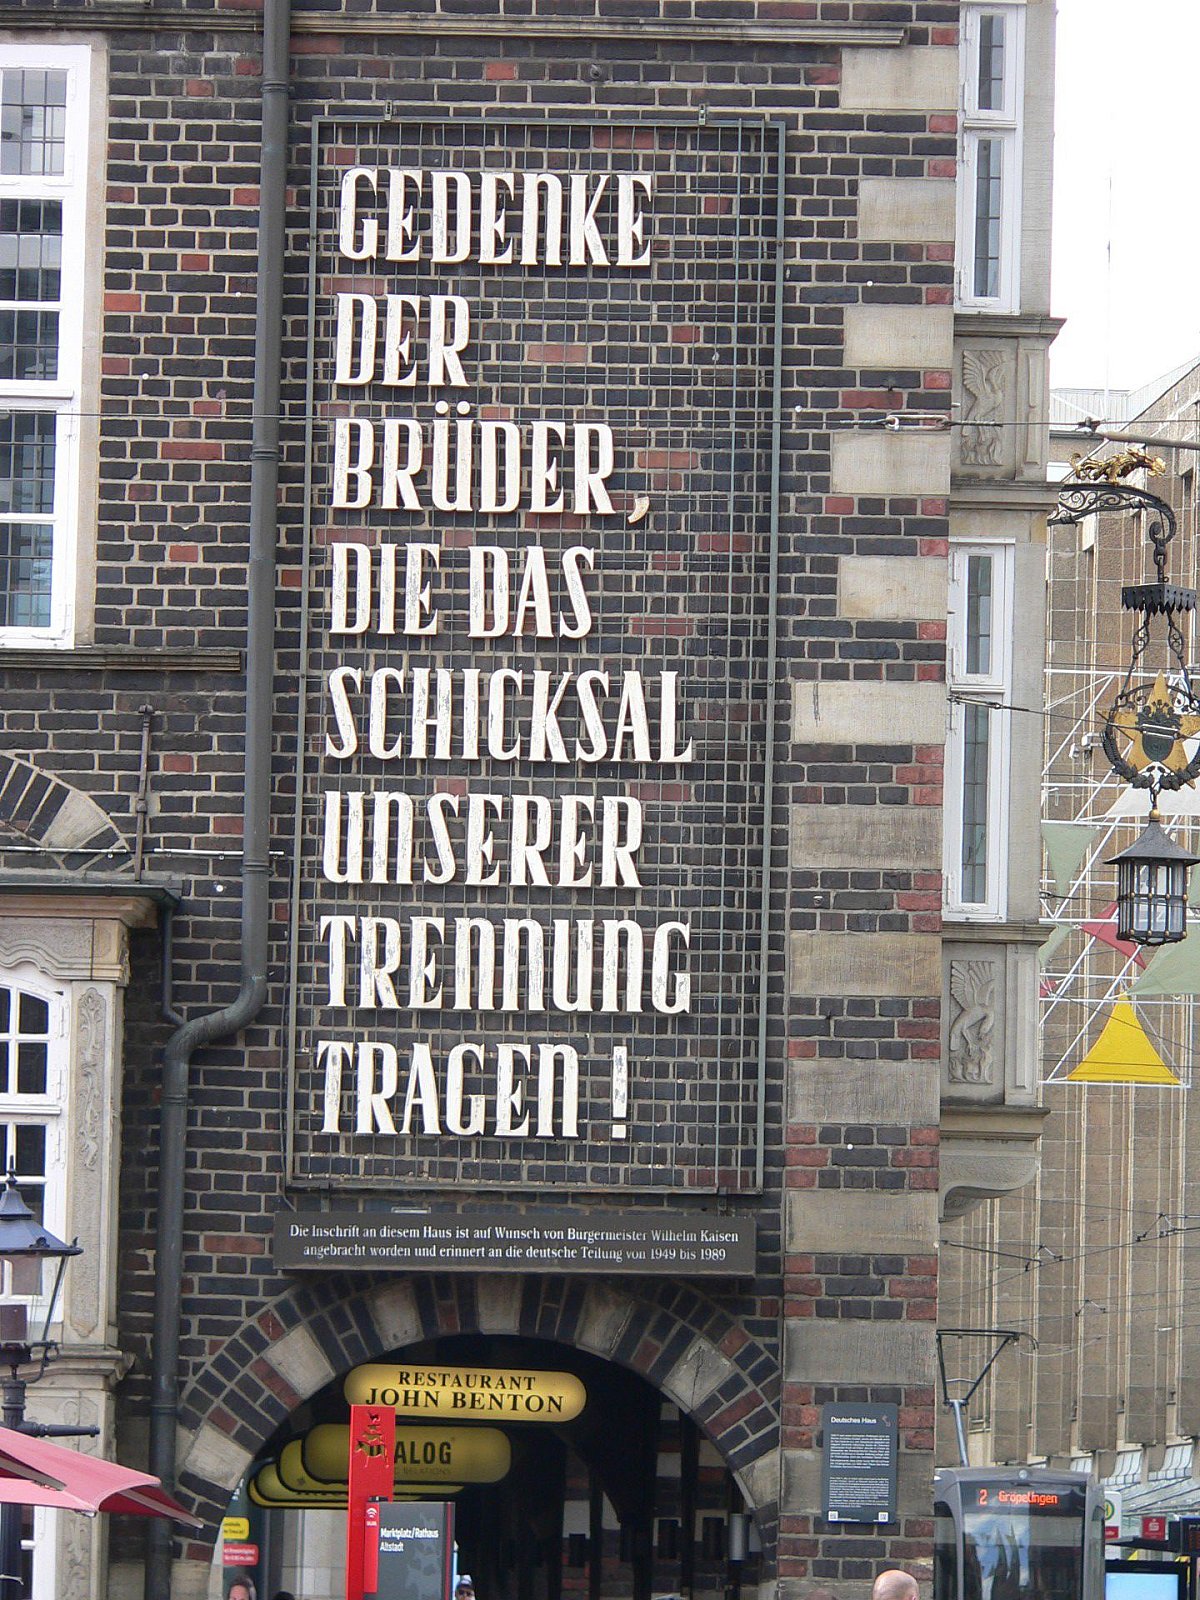 GEDENKE
DER
BRÜDER,
DIE DAS
SCHICKSAL
UNSERER
TRENNUNG
TRAGEN!
Die Inschrift an diesem Haus ist auf Wunsch von Bürgermeister Wilhelm Kaisen
angebracht worden und erinnert an die deutsche Teilung von 1949 bis 1989
RESTAURANT
JOHN BENTON
ALOG
Marktplatz/Rathaus
Altstadt
Deutsches Haus
2 Gröpelingen